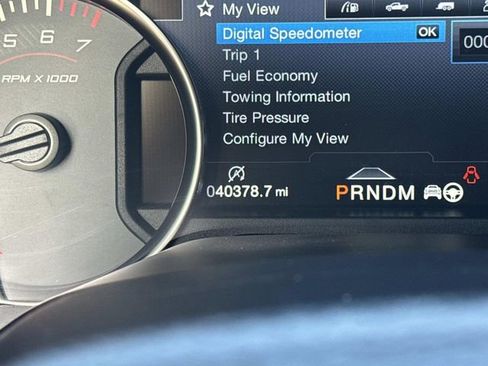 My View
Digital Speedometer OK
000
Trip 1
Fuel Economy
Towing Information
Tire Pressure
Configure My View
5 6 7
RPM X 1000
A
040378.7 mi
PRNDM